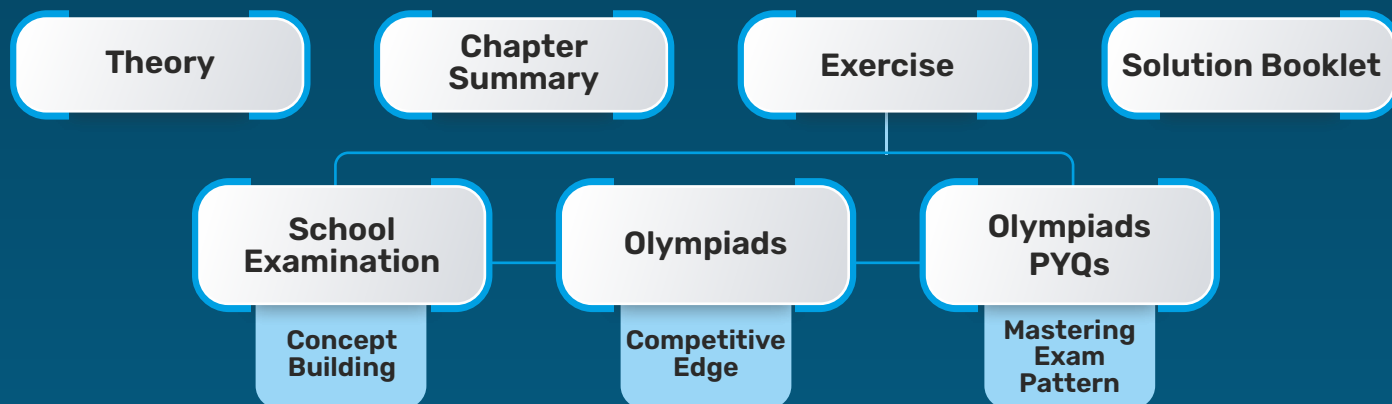 Theory
Chapter
Summary
Exercise
Solution Booklet
School
Examination
Olympiads
Olympiads
PYQs
Concept
Building
Competitive
Edge
Mastering
Exam
Pattern